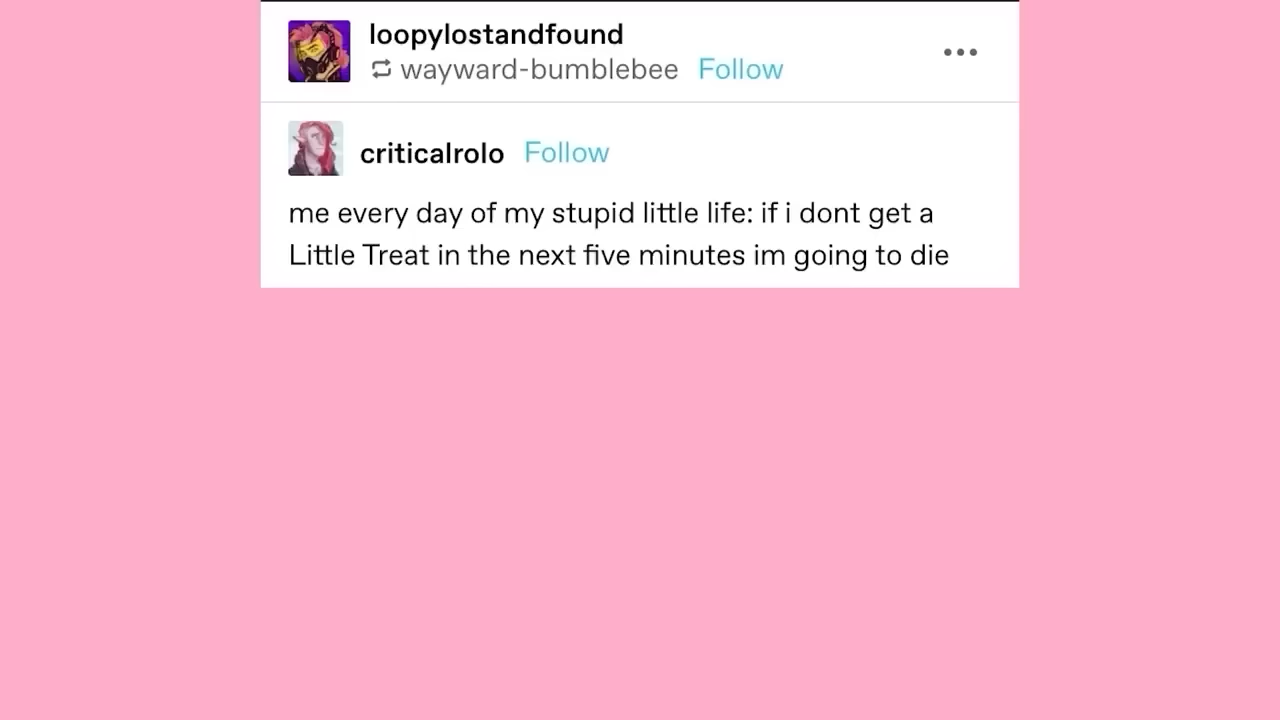 loopylostandfound
wayward-bumblebee Follow
criticalrolo Follow
me every day of my stupid little life: if i dont get a
Little Treat in the next five minutes im going to die